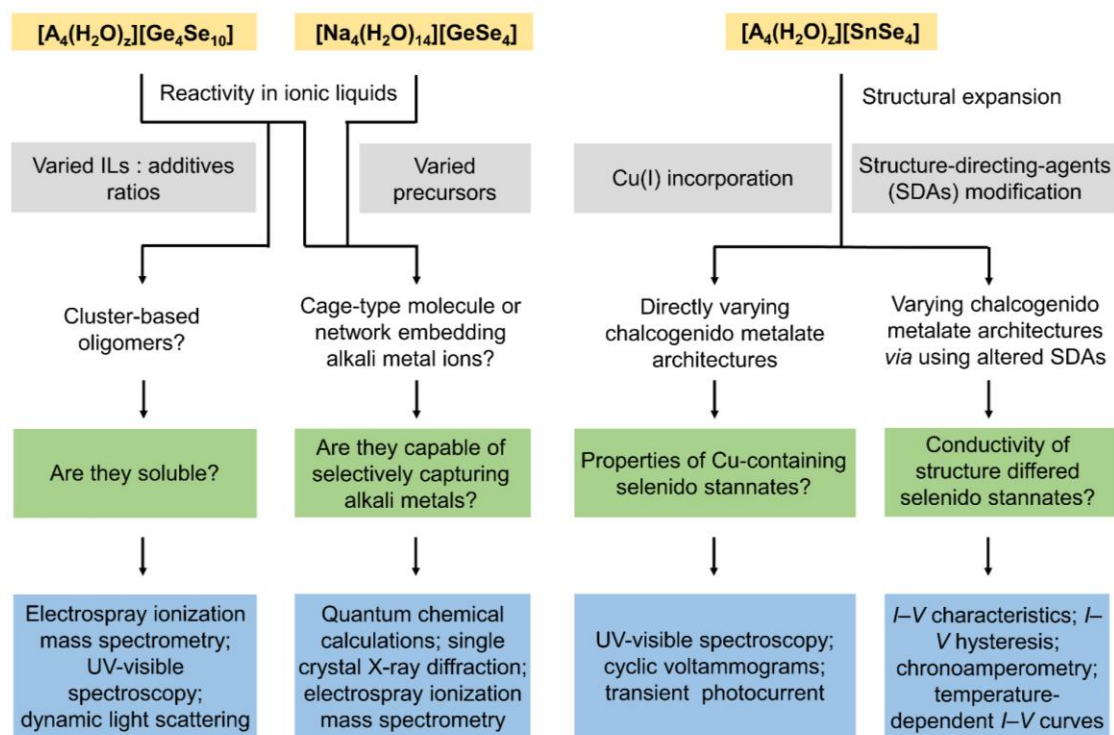 [A₄(H₂O)z][Ge₄Se₁₀]
[Na₄(H₂O)₁₄][GeSe₄]
[A₄(H₂O)z][SnSe₄]
Reactivity in ionic liquids
Structural expansion
Varied ILs : additives
ratios
Varied
precursors
Cu(I) incorporation
Structure-directing-agents
(SDAs) modification
Cluster-based
oligomers?
Cage-type molecule or
network embedding
alkali metal ions?
Directly varying
chalcogenido metalate
architectures
Varying chalcogenido
metalate architectures
via using altered SDAs
Are they soluble?
Are they capable of
selectively capturing
alkali metals?
Properties of Cu-containing
selenido stannates?
Conductivity of
structure differed
selenido stannates?
Electrospray ionization
mass spectrometry;
UV-visible
spectroscopy;
dynamic light scattering
Quantum chemical
calculations; single
crystal X-ray diffraction;
electrospray ionization
mass spectrometry
UV-visible spectroscopy;
cyclic voltammograms;
transient photocurrent
I–V characteristics; I–
V hysteresis;
chronoamperometry;
temperature-
dependent I–V curves